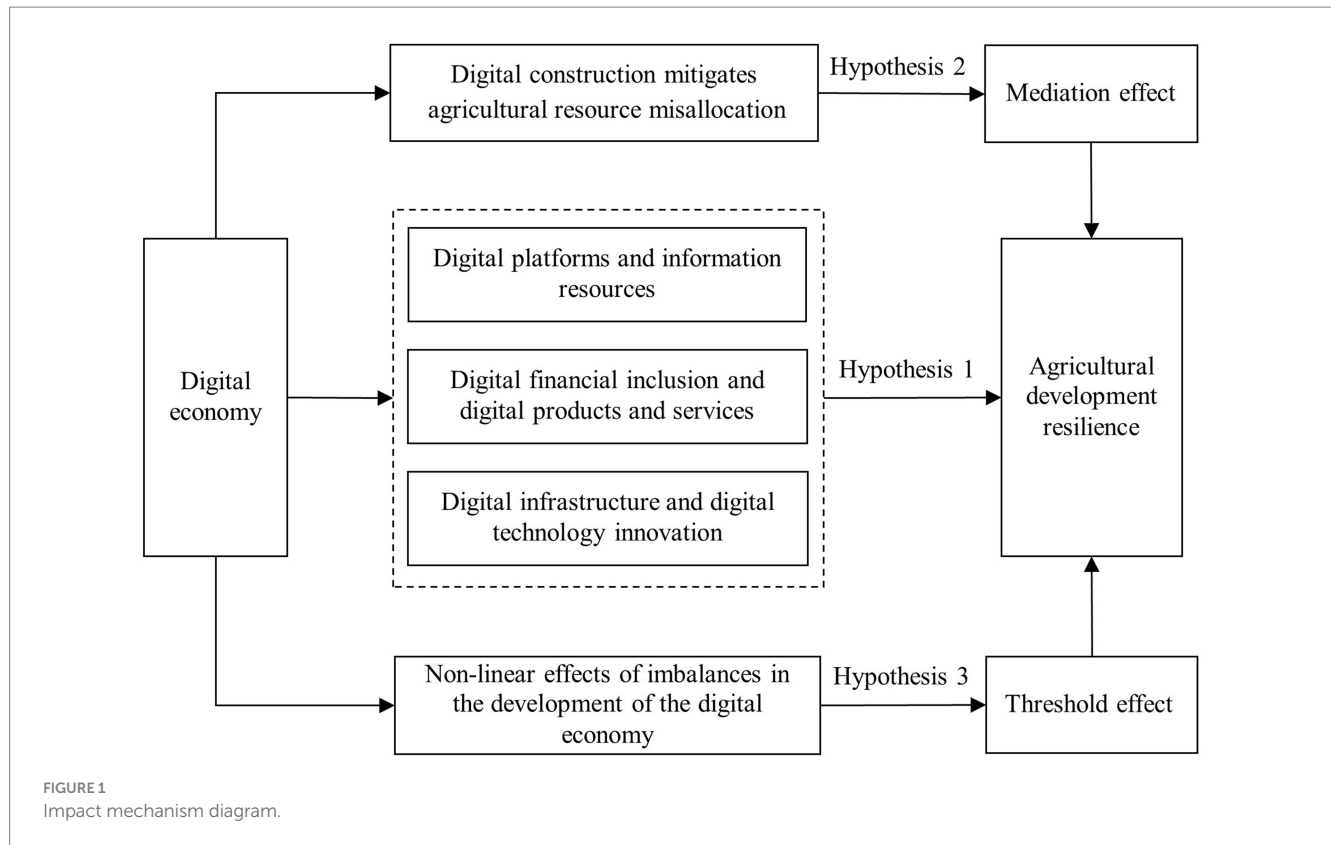 Digital construction mitigates
agricultural resource misallocation
Hypothesis 2
Mediation effect
Digital
economy
Digital platforms and information
resources
Digital financial inclusion and
digital products and services
Digital infrastructure and digital
technology innovation
Hypothesis 1
Agricultural
development
resilience
Non-linear effects of imbalances in
the development of the digital
economy
Hypothesis 3
Threshold effect
FIGURE 1
Impact mechanism diagram.